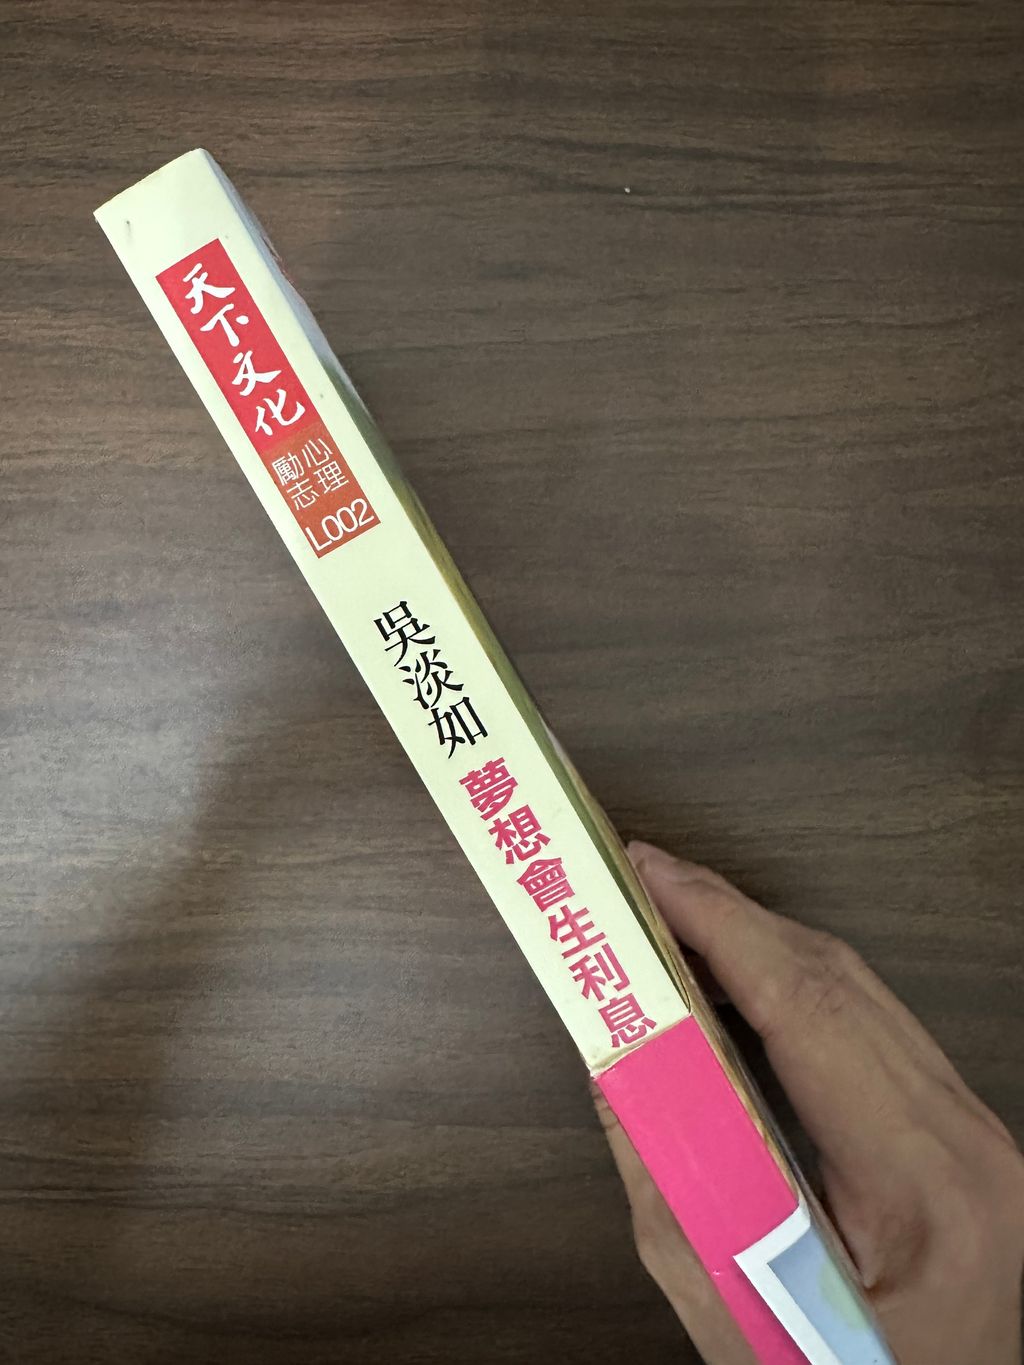 天下文化
心理
勵志
L002
吳淡如
夢想會生利息